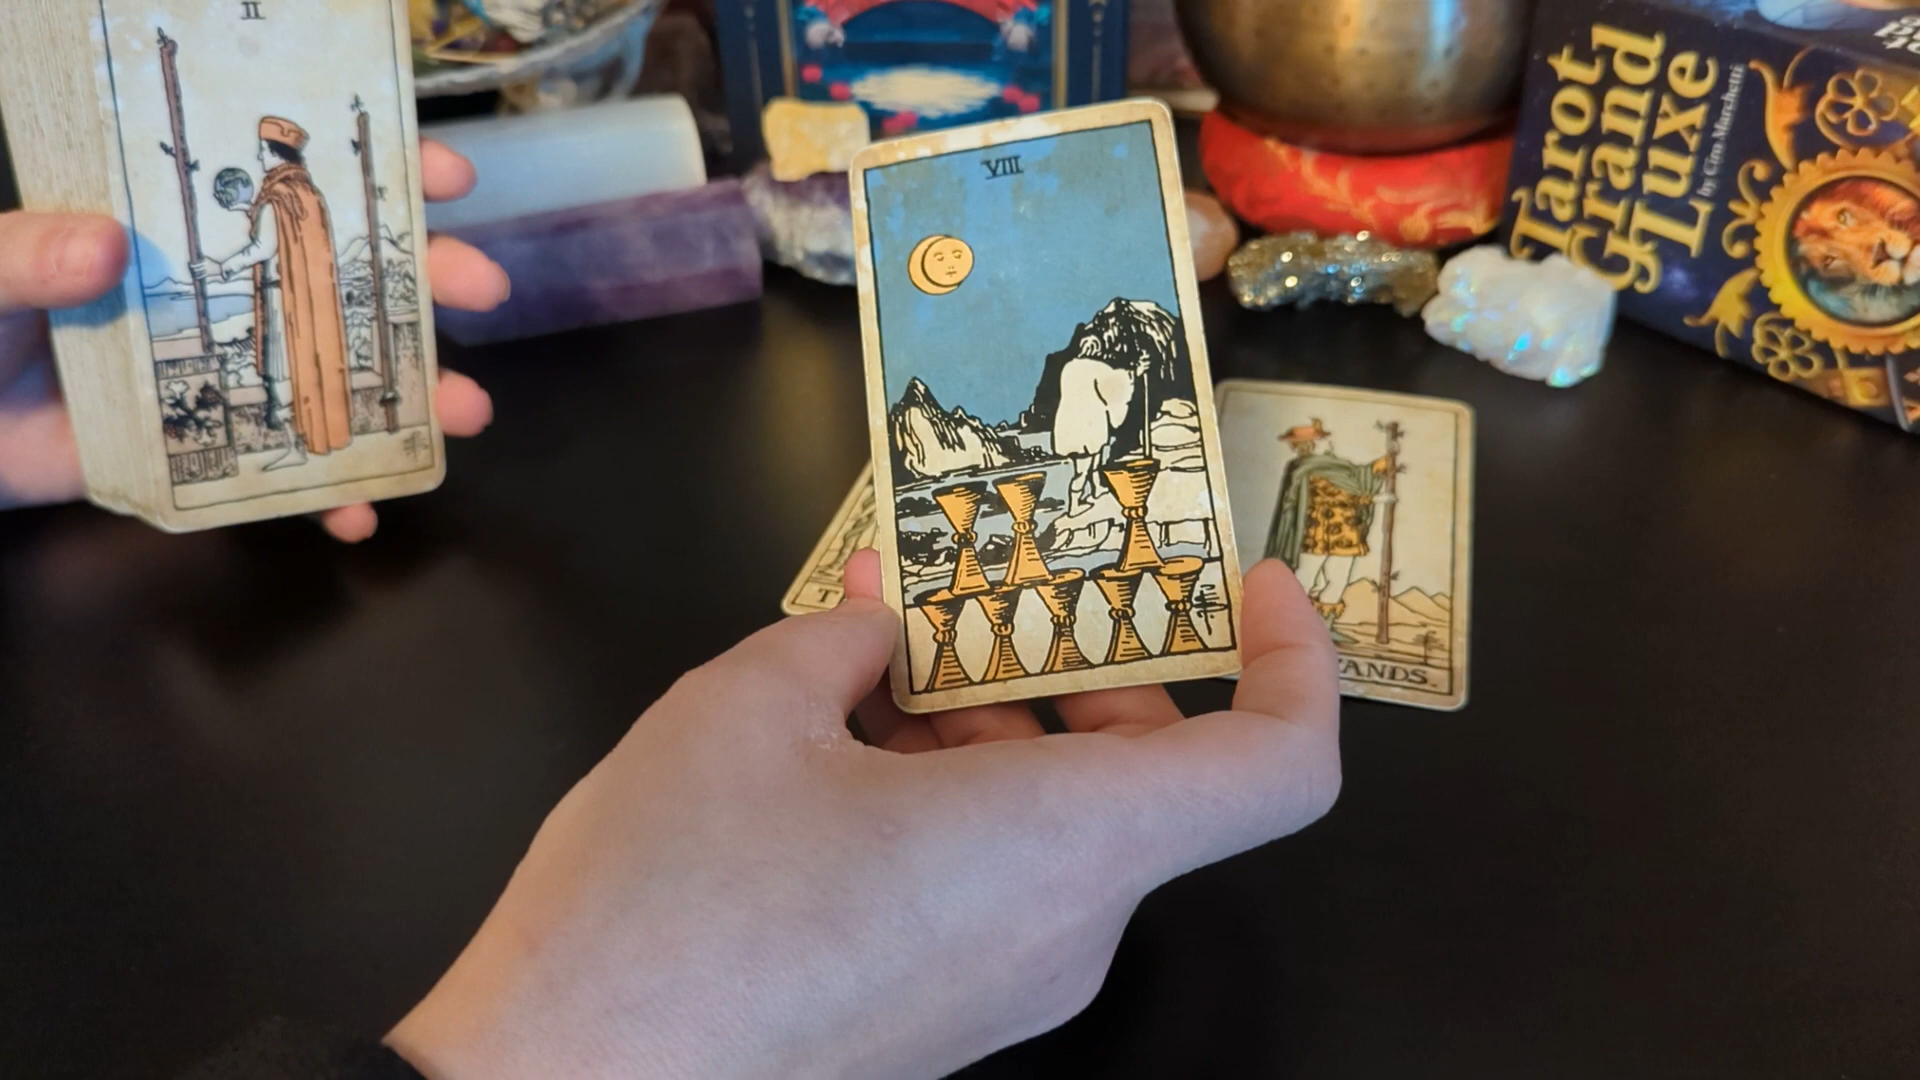 II
VIII
Tarot
Grand
Luxe
by Ciro Marchetti
T
WANDS.